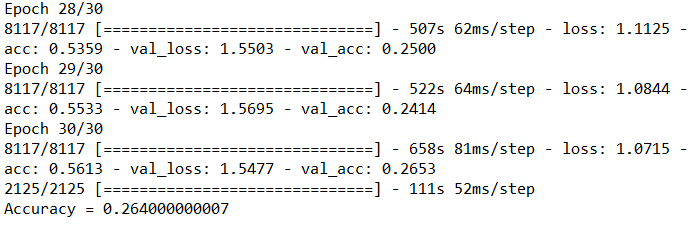 Epoch 28/30
8117/8117 [==============================] - 507s 62ms/step - loss: 1.1125 -
acc: 0.5359 - val_loss: 1.5503 - val_acc: 0.2500
Epoch 29/30
8117/8117 [==============================] - 522s 64ms/step - loss: 1.0844 -
acc: 0.5533 - val_loss: 1.5695 - val_acc: 0.2414
Epoch 30/30
8117/8117 [==============================] - 658s 81ms/step - loss: 1.0715 -
acc: 0.5613 - val_loss: 1.5477 - val_acc: 0.2653
2125/2125 [==============================] - 111s 52ms/step
Accuracy = 0.264000000007